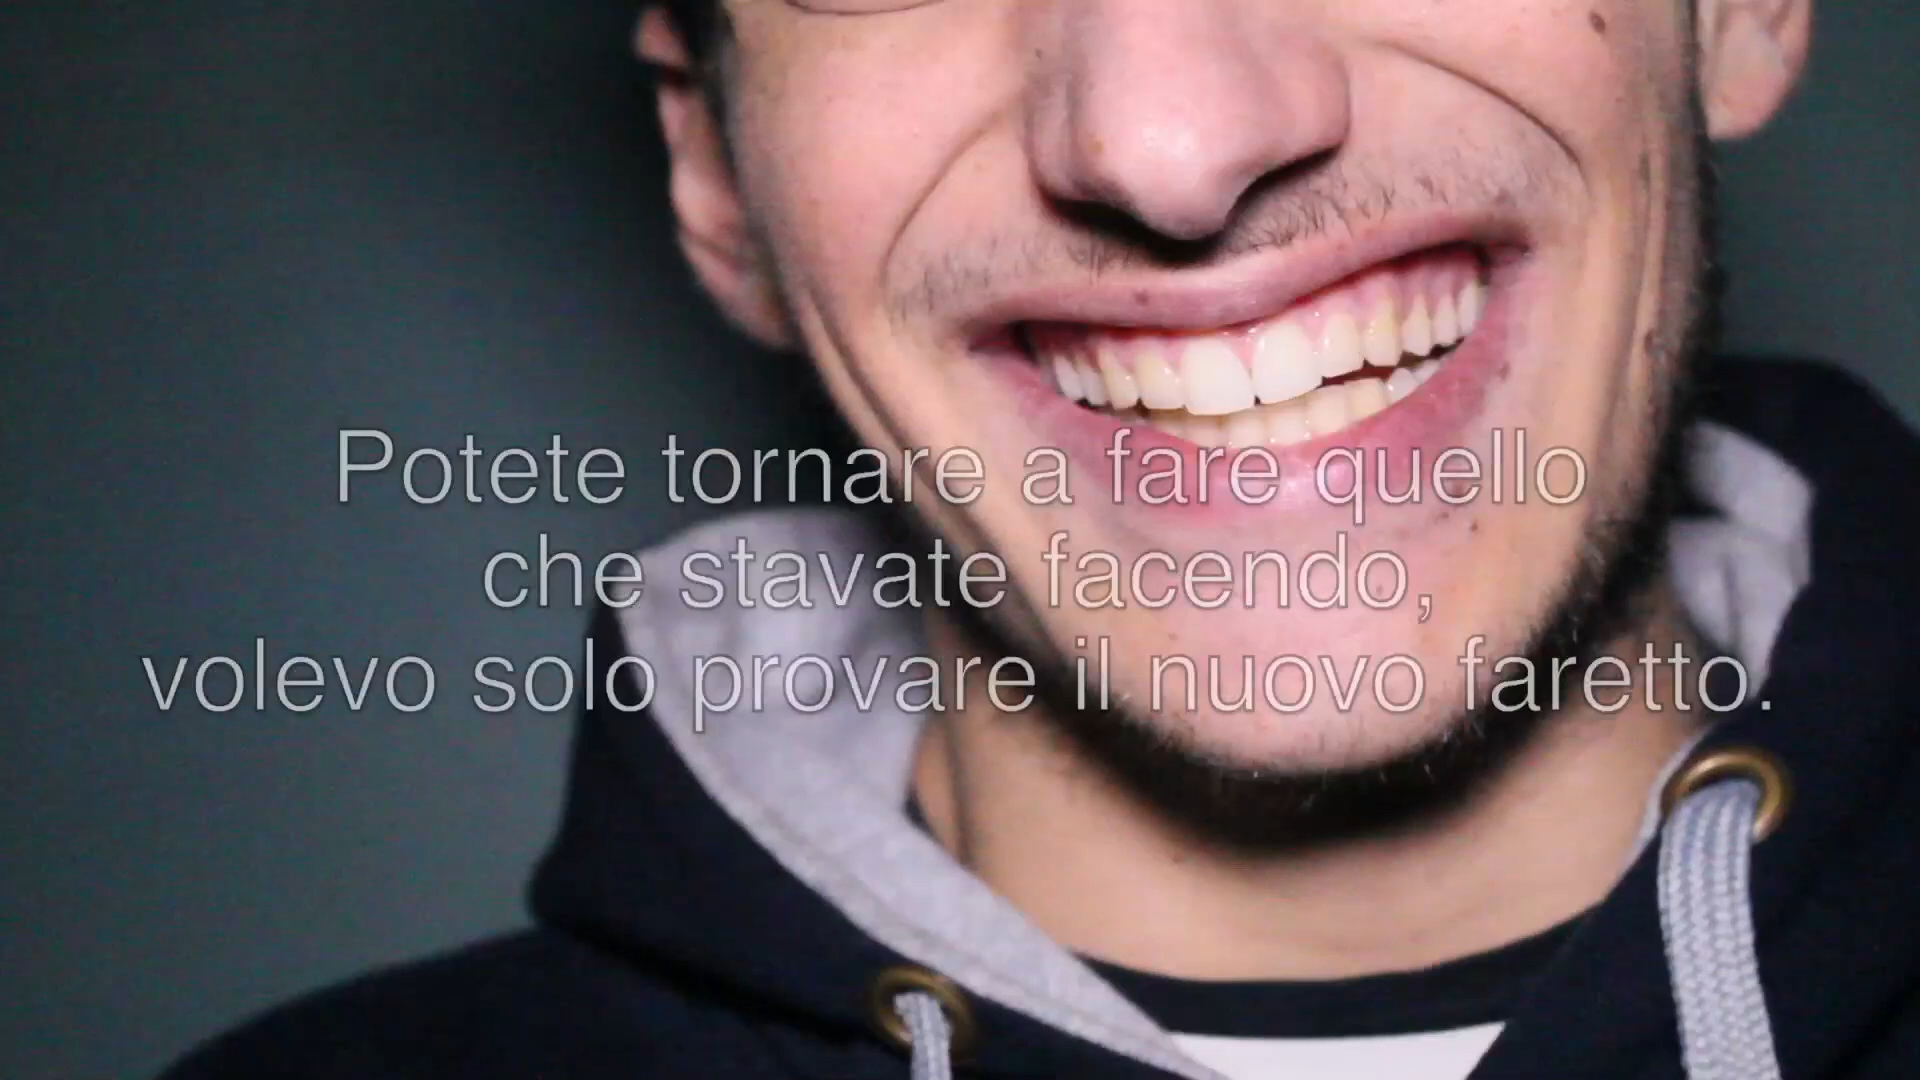 Potete tornare a fare quello
che stavate facendo,
volevo solo provare il nuovo faretto.